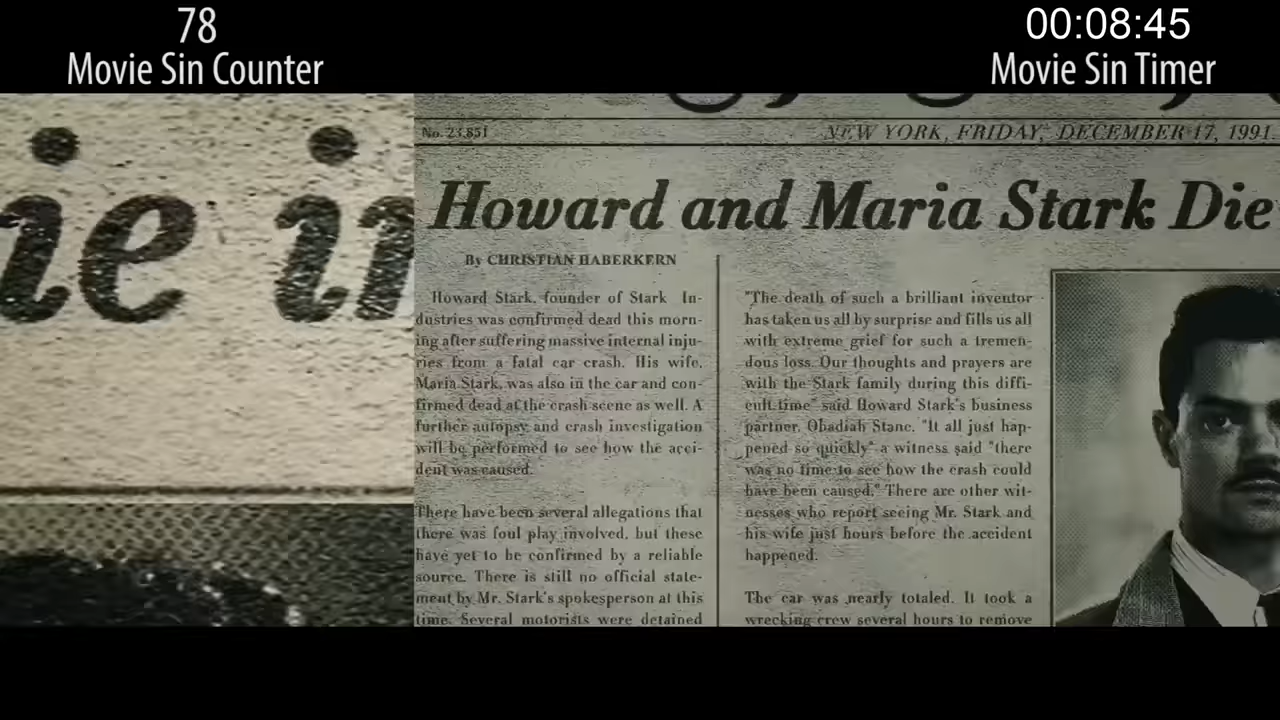 78
Movie Sin Counter
00:08:45
Movie Sin Timer
ie in
No. 23,851
NEW YORK, FRIDAY, DECEMBER 17, 1991.
Howard and Maria Stark Die
By CHRISTIAN HABERKERN
Howard Stark, founder of Stark In-
dustries was confirmed dead this morn-
ing after suffering massive internal inju-
ries from a fatal car crash. His wife,
Maria Stark, was also in the car and con-
firmed dead at the crash scene as well. A
further autopsy and crash investigation
will be performed to see how the acci-
dent was caused.
There have been several allegations that
there was foul play involved, but these
have yet to be confirmed by a reliable
source. There is still no official state-
ment by Mr. Stark's spokesperson at this
time. Several motorists were detained
"The death of such a brilliant inventor
has taken us all by surprise and fills us all
with extreme grief for such a tremen-
dous loss. Our thoughts and prayers are
with the Stark family during this diffi-
cult time" said Howard Stark's business
partner, Obadiah Stane. "It all just hap-
pened so quickly" a witness said "there
was no time to see how the crash could
have been caused." There are other wit-
nesses who report seeing Mr. Stark and
his wife just hours before the accident
happened.
The car was nearly totaled. It took a
wrecking crew several hours to remove